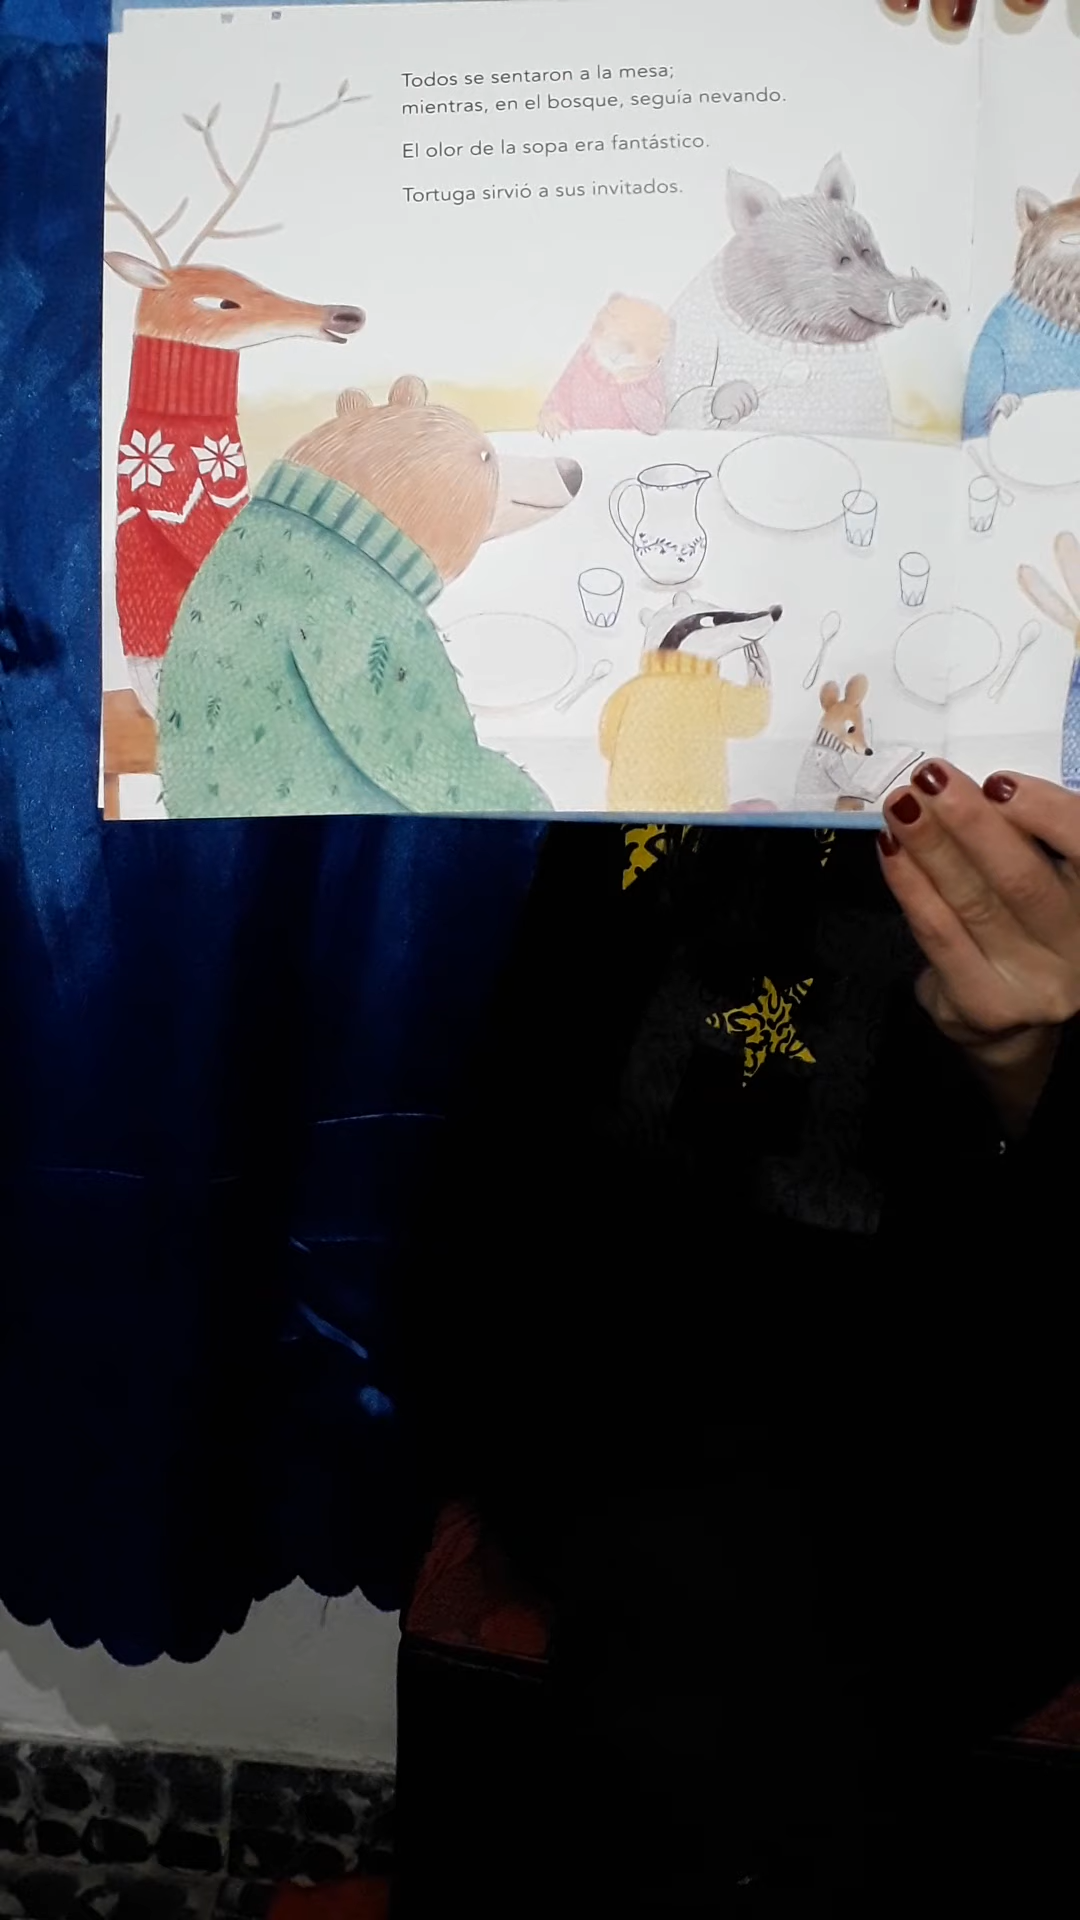 Todos se sentaron a la mesa;
mientras, en el bosque, seguía nevando.
El olor de la sopa era fantástico.
Tortuga sirvió a sus invitados.